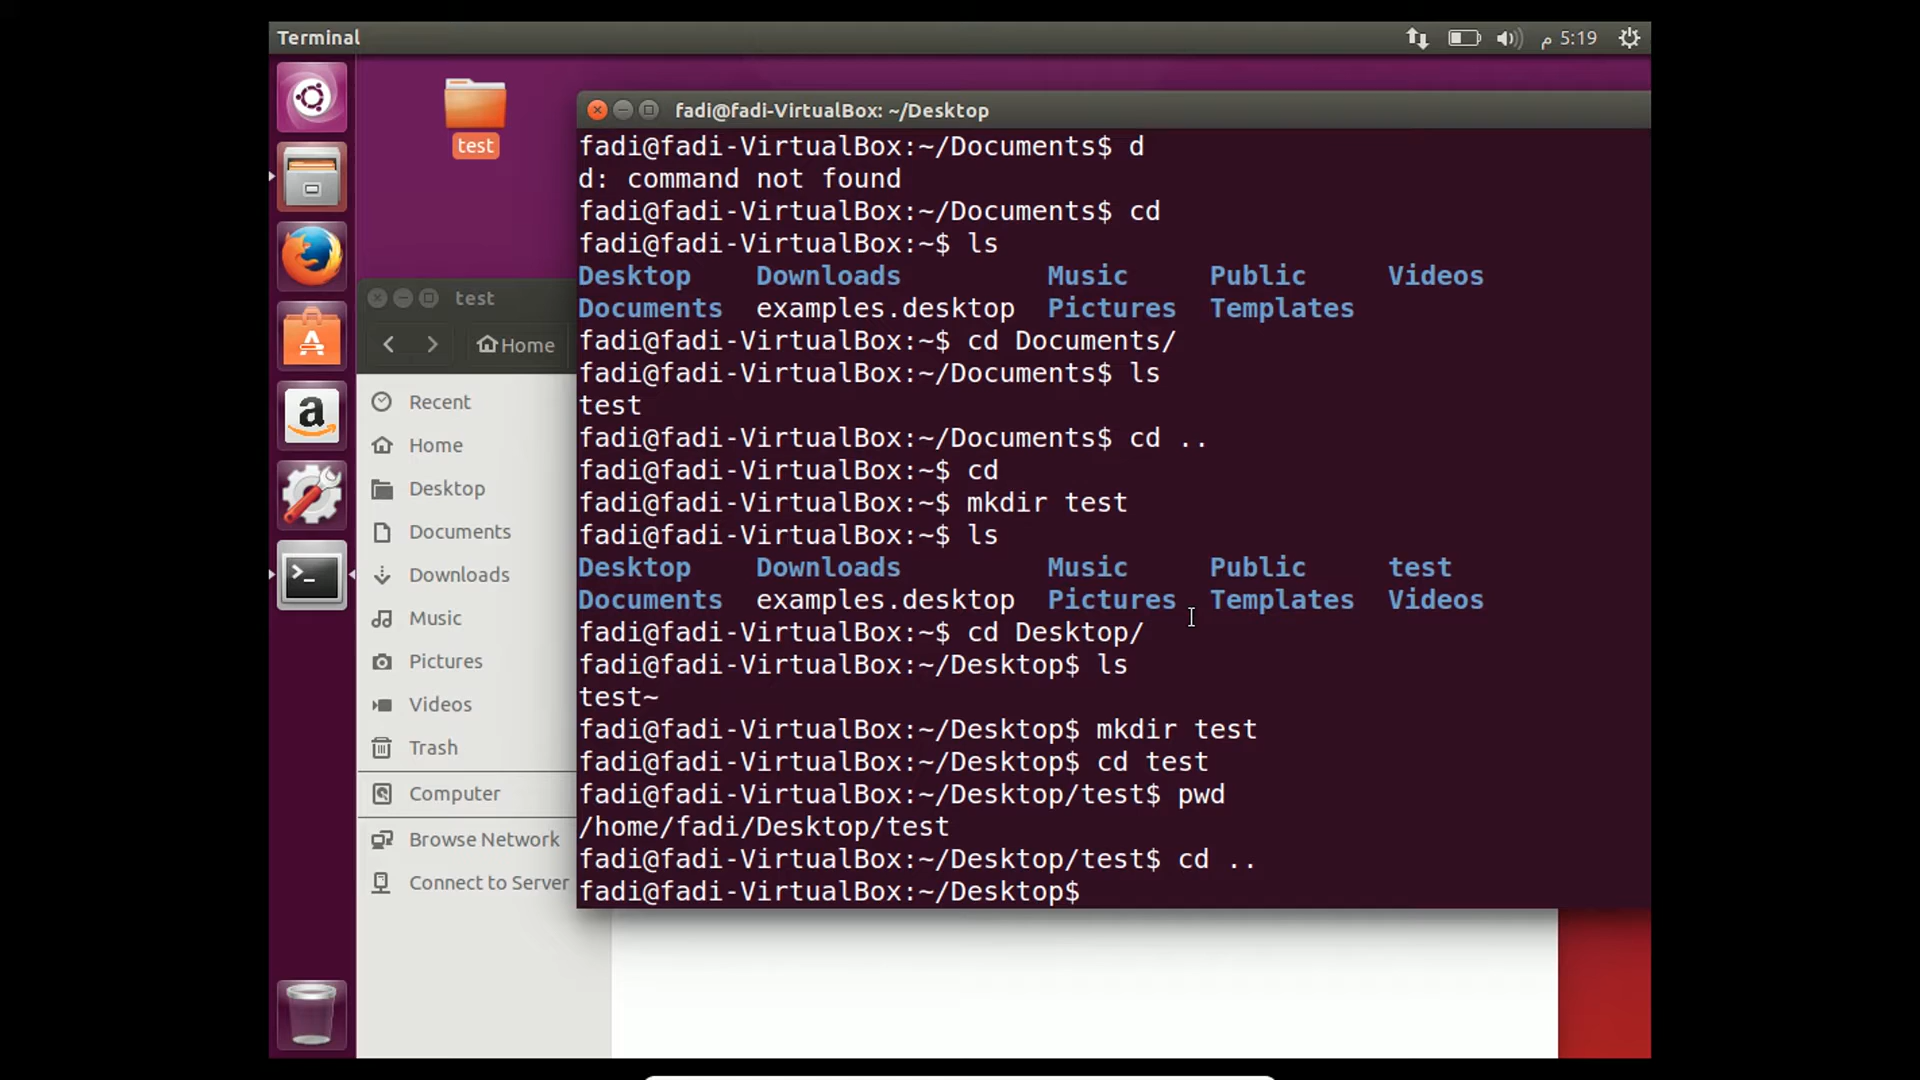 Terminal
م 5:19
test
fadi@fadi-VirtualBox: ~/Desktop
fadi@fadi-VirtualBox:~/Documents$ d
d: command not found
fadi@fadi-VirtualBox:~/Documents$ cd
fadi@fadi-VirtualBox:~$ ls
Desktop Downloads Music Public Videos
Documents examples.desktop Pictures Templates
fadi@fadi-VirtualBox:~$ cd Documents/
fadi@fadi-VirtualBox:~/Documents$ ls
test
fadi@fadi-VirtualBox:~/Documents$ cd ..
fadi@fadi-VirtualBox:~$ cd
fadi@fadi-VirtualBox:~$ mkdir test
fadi@fadi-VirtualBox:~$ ls
Desktop Downloads Music Public test
Documents examples.desktop Pictures Templates Videos
fadi@fadi-VirtualBox:~$ cd Desktop/
fadi@fadi-VirtualBox:~/Desktop$ ls
test~
fadi@fadi-VirtualBox:~/Desktop$ mkdir test
fadi@fadi-VirtualBox:~/Desktop$ cd test
fadi@fadi-VirtualBox:~/Desktop/test$ pwd
/home/fadi/Desktop/test
fadi@fadi-VirtualBox:~/Desktop/test$ cd ..
fadi@fadi-VirtualBox:~/Desktop$
test
Home
Recent
Home
Desktop
Documents
Downloads
Music
Pictures
Videos
Trash
Computer
Browse Network
Connect to Server